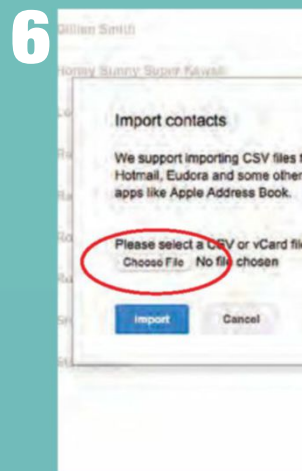 6
Gillian Smith
Import contacts
We support importing CSV files
Hotmail, Eudora and some other
apps like Apple Address Book.
Please select a CSV or vCard file
Choose File No file chosen
Import Cancel